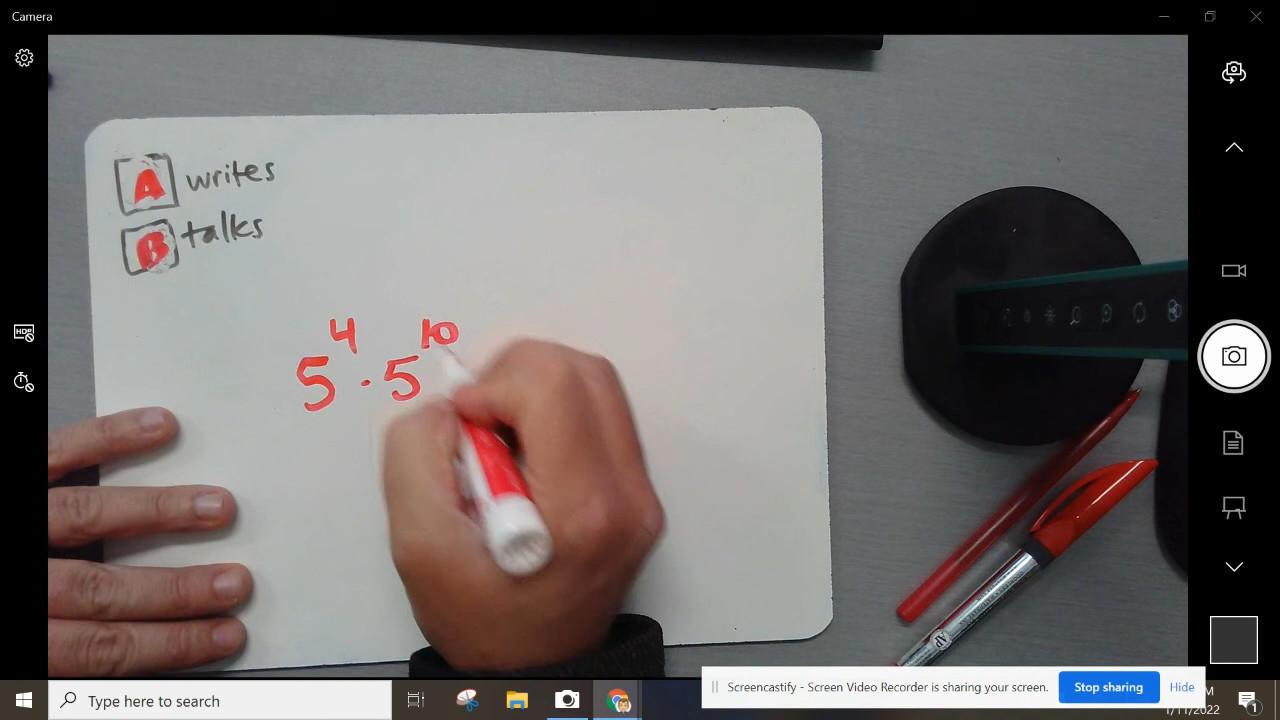 Camera
A writes
B talks
5⁴ · 5¹⁰
Screencastify - Screen Video Recorder is sharing your screen.
Stop sharing
Hide
Type here to search
M
1/11/2022
1